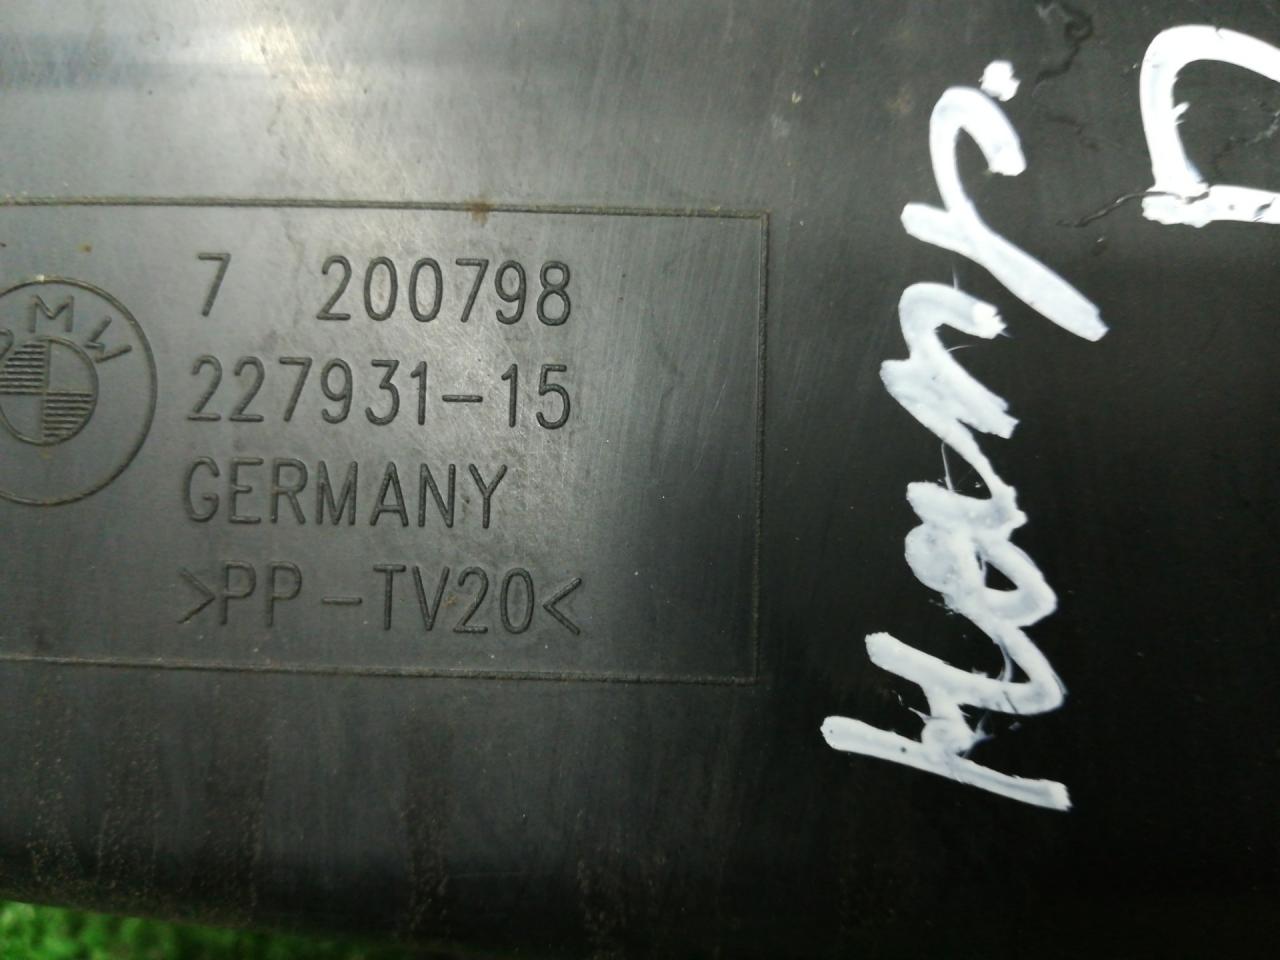 BMW
7 200798
227931-15
GERMANY
>PP-TV20<